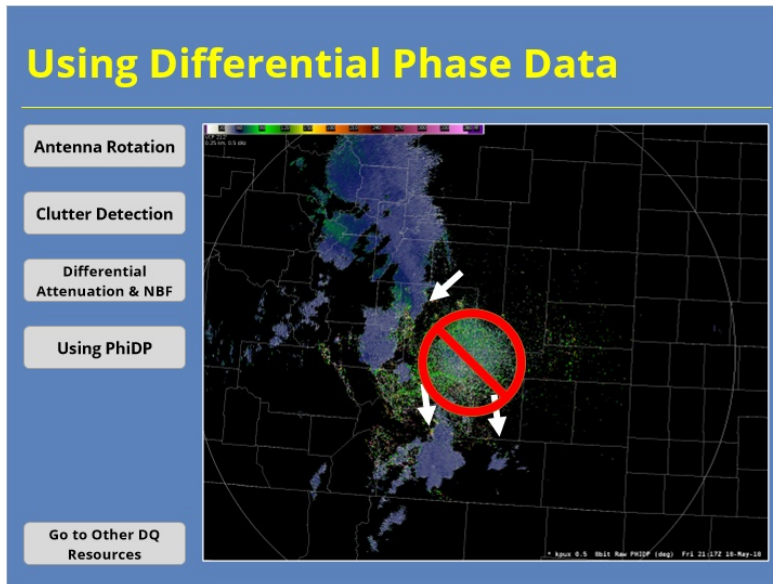 Using Differential Phase Data
Antenna Rotation
Clutter Detection
Differential
Attenuation & NBF
Using PhiDP
Go to Other DQ
Resources
* kpux 0.5 8bit Raw PHIDP (deg) Fri 21:17Z 18-May-18